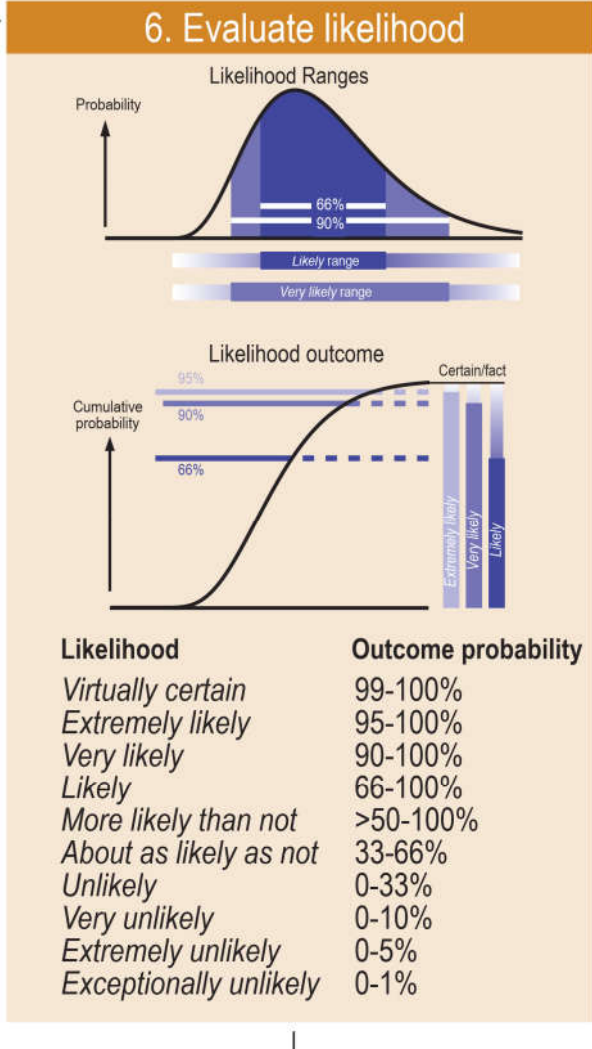 6. Evaluate likelihood
Likelihood Ranges
Probability
66%
90%
Likely range
Very likely range
Likelihood outcome
Certain/fact
95%
Cumulative
probability
90%
66%
Extremely likely
Very likely
Likely
Likelihood Outcome probability
Virtually certain 99-100%
Extremely likely 95-100%
Very likely 90-100%
Likely 66-100%
More likely than not >50-100%
About as likely as not 33-66%
Unlikely 0-33%
Very unlikely 0-10%
Extremely unlikely 0-5%
Exceptionally unlikely 0-1%